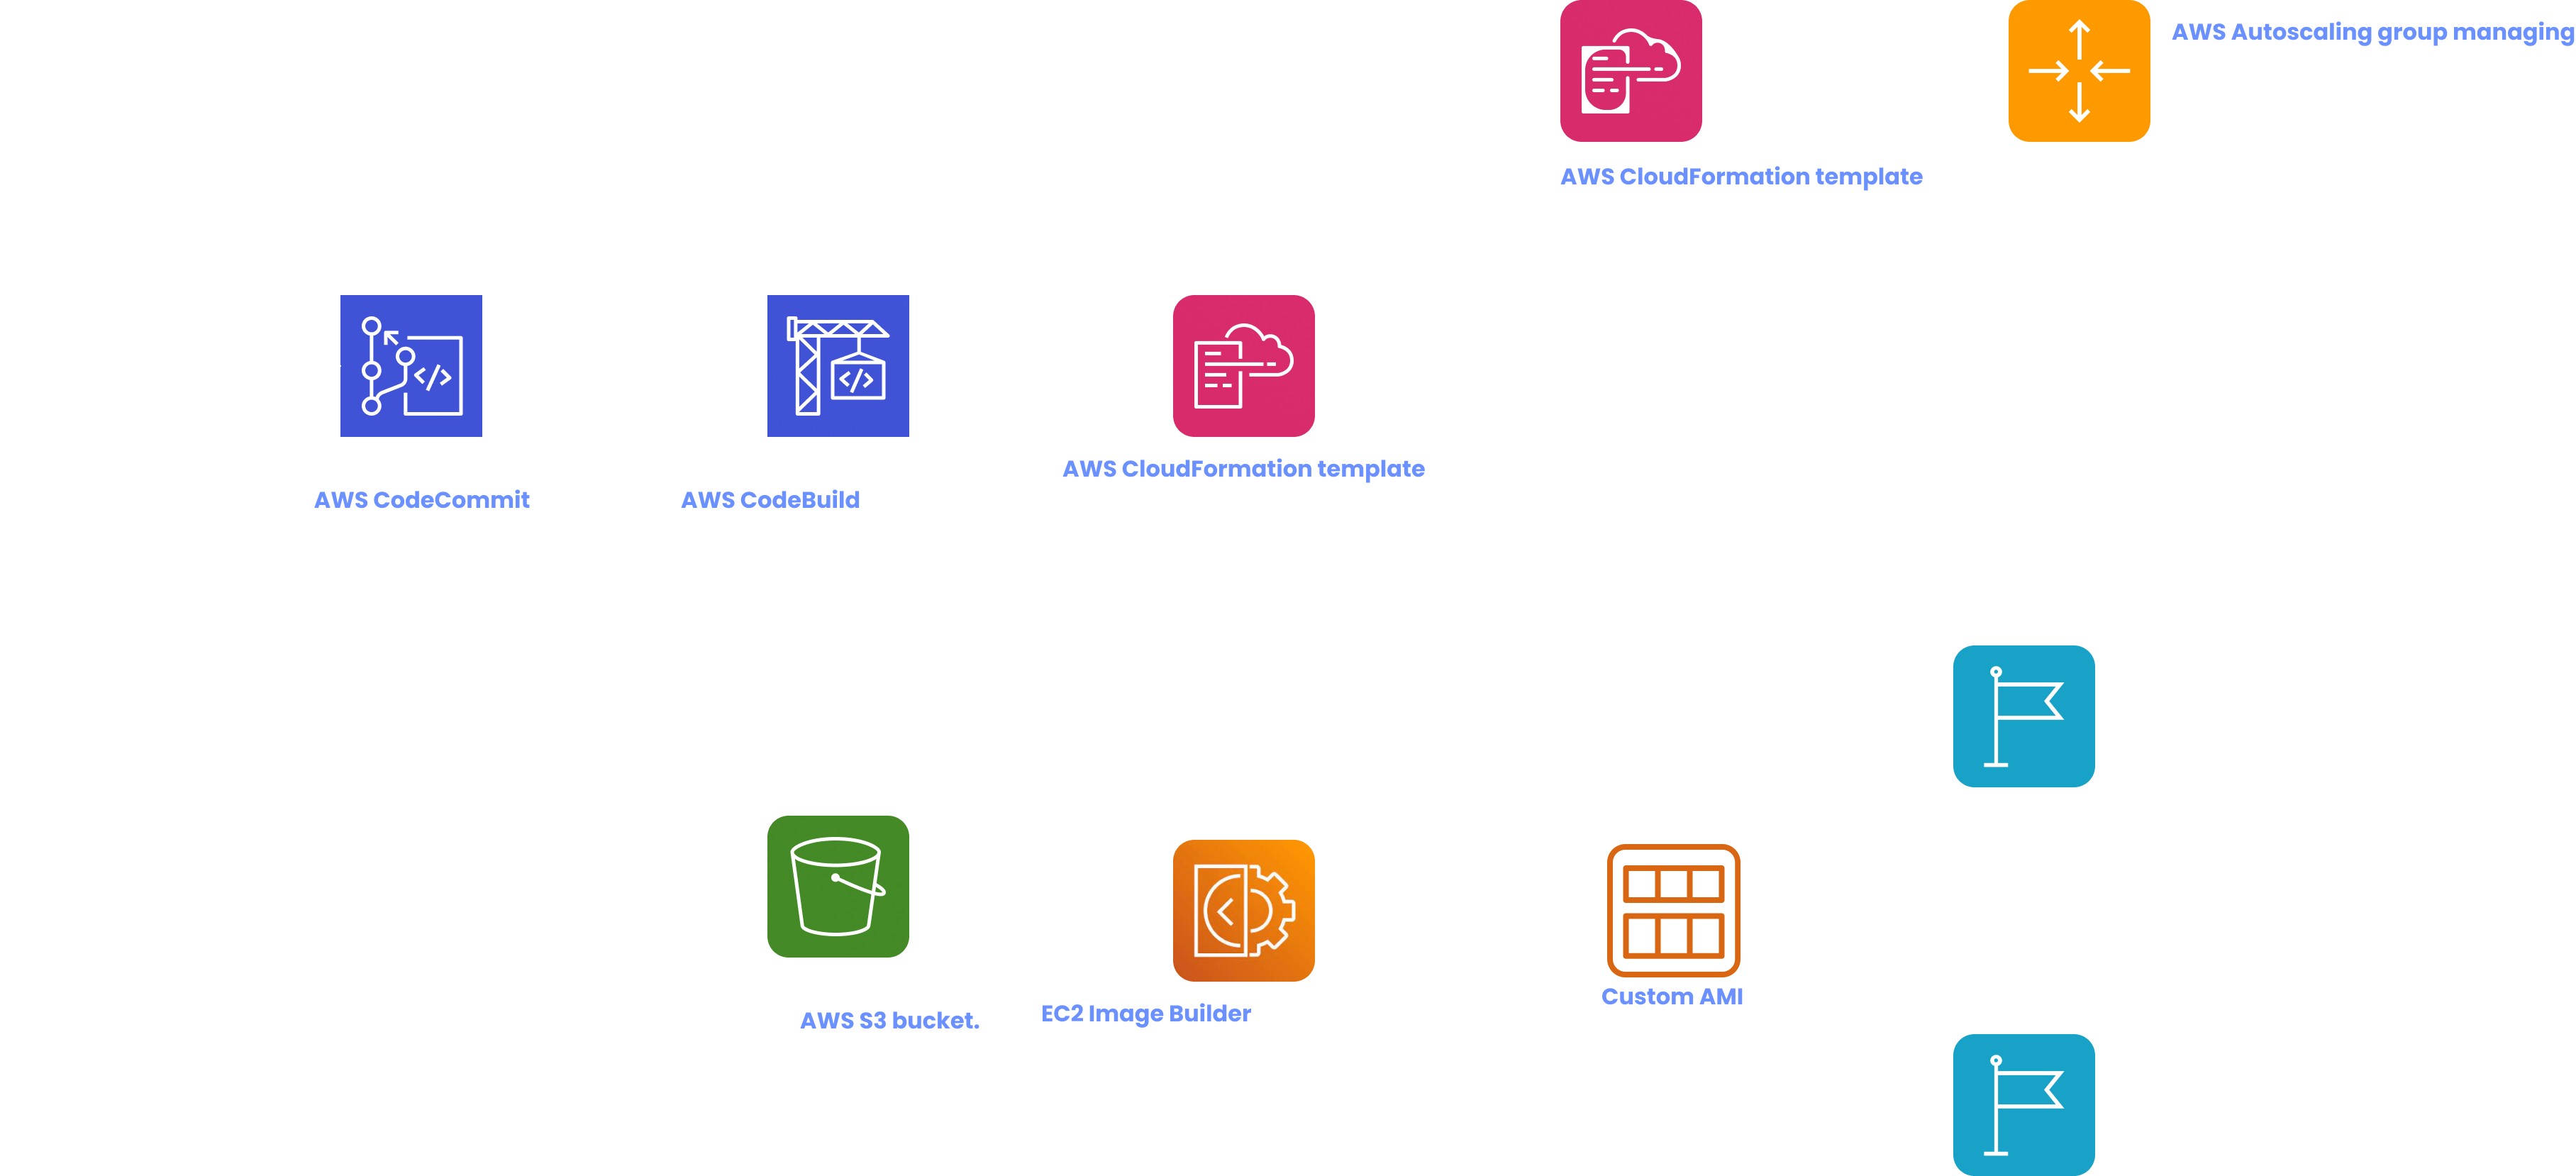 AWS Autoscaling group managing
AWS CloudFormation template
AWS CloudFormation template
AWS CodeCommit
AWS CodeBuild
Custom AMI
EC2 Image Builder
AWS S3 bucket.